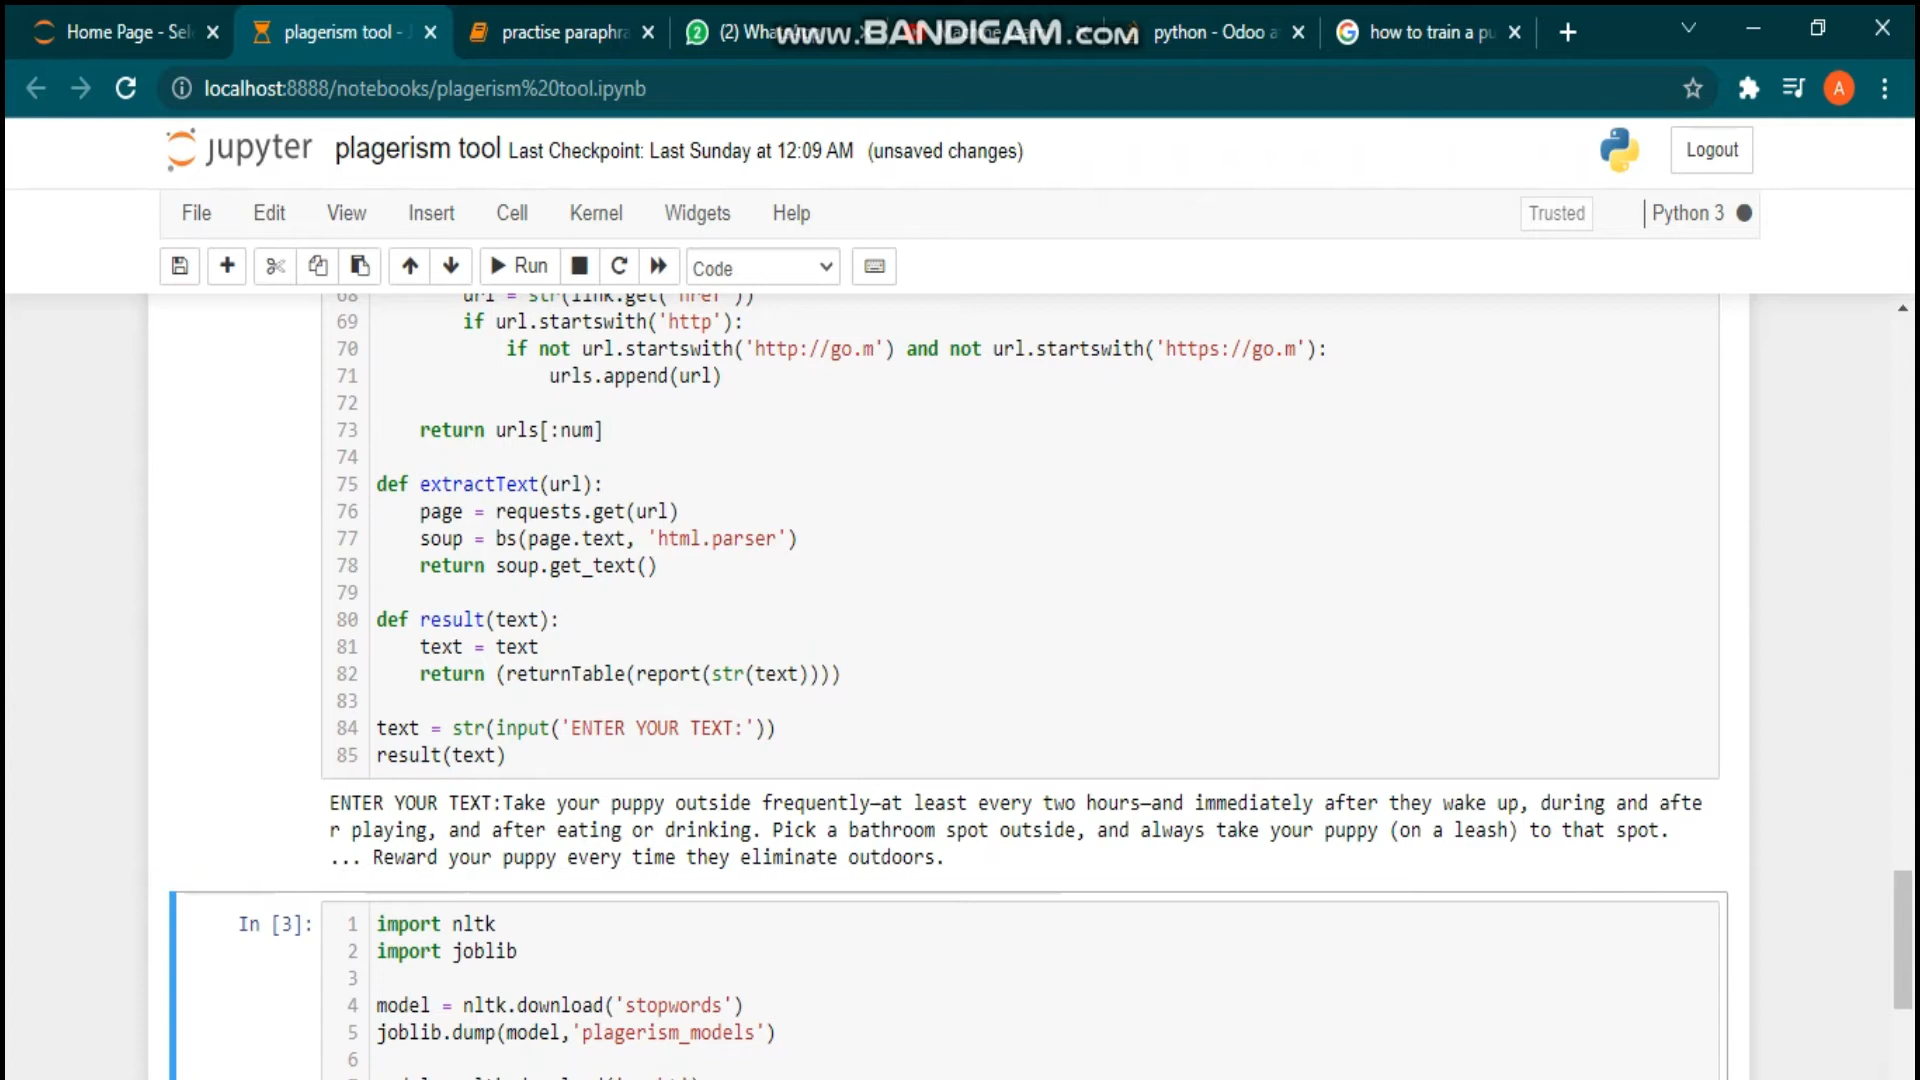 Home Page - Sel
plagerism tool - J
practise paraphra
(2) Wha
www.BANDICAM.com
python - Odoo a
how to train a pu
localhost:8888/notebooks/plagerism%20tool.ipynb
A
jupyter plagerism tool Last Checkpoint: Last Sunday at 12:09 AM (unsaved changes)
Logout
File Edit View Insert Cell Kernel Widgets Help
Trusted
Python 3
Run
Code
68 url = str(link.get('href'))
69 if url.startswith('http'):
70 if not url.startswith('http://go.m') and not url.startswith('https://go.m'):
71 urls.append(url)
72
73 return urls[:num]
74
75 def extractText(url):
76 page = requests.get(url)
77 soup = bs(page.text, 'html.parser')
78 return soup.get_text()
79
80 def result(text):
81 text = text
82 return (returnTable(report(str(text))))
83
84 text = str(input('ENTER YOUR TEXT:'))
85 result(text)
ENTER YOUR TEXT:Take your puppy outside frequently—at least every two hours—and immediately after they wake up, during and afte
r playing, and after eating or drinking. Pick a bathroom spot outside, and always take your puppy (on a leash) to that spot.
... Reward your puppy every time they eliminate outdoors.
In [3]:
1 import nltk
2 import joblib
3
4 model = nltk.download('stopwords')
5 joblib.dump(model,'plagerism_models')
6